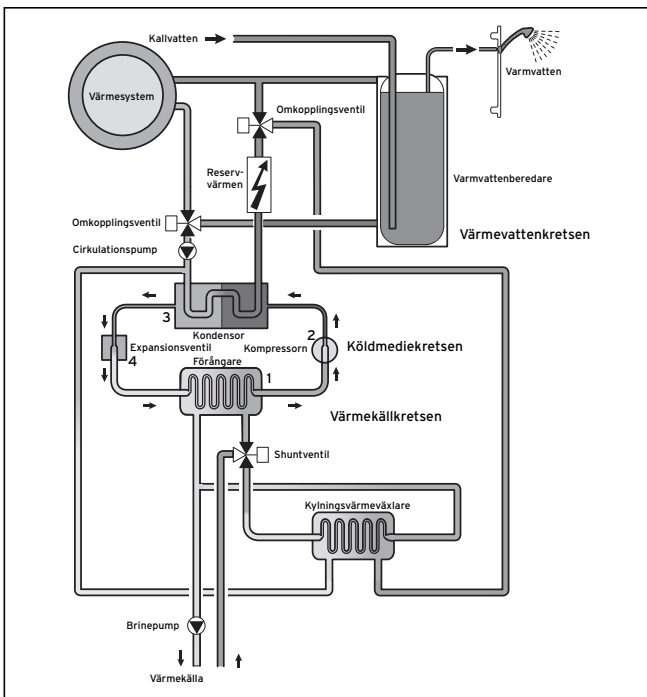 Kallvatten
Varmvatten
Värmesystem
Omkopplingsventil
Reserv-
värmen
Varmvattenberedare
Omkopplingsventil
Värmevattenkretsen
Cirkulationspump
3
Kondensor
2
Expansionsventil
Kompressorn
Köldmediekretsen
4
Förångare
1
Värmekällkretsen
Shuntventil
Kylningsvärmeväxlare
Brinepump
Värmekälla